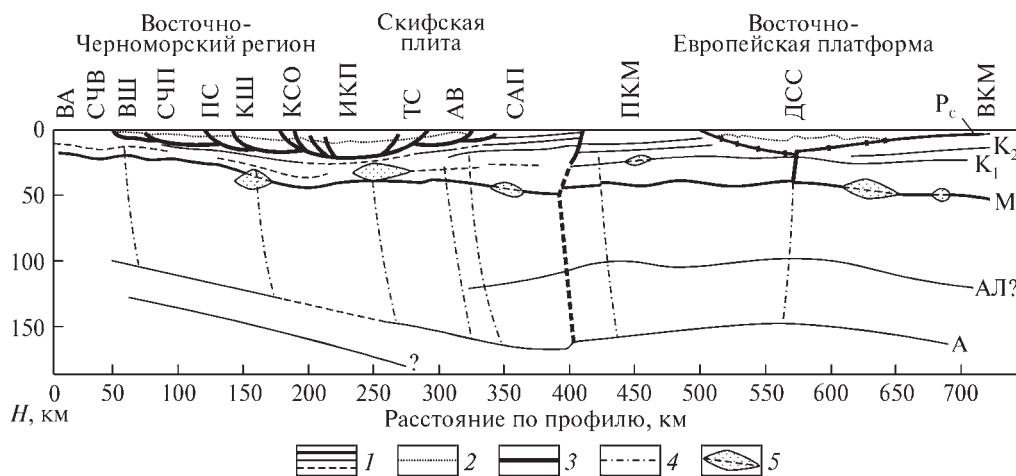 Восточно-
Черноморский регион
Скифская
плита
Восточно-
Европейская платформа
ВА
СЧВ
ВШ
СЧП
ПС
КШ
КСО
ИКП
ТС
АВ
САП
ПКМ
ДСС
ВКМ
0
50
100
150
Pс
K2
K1
М
АЛ?
А
?
0 50 100 150 200 250 300 350 400 450 500 550 600 650 700
H, км
Расстояние по профилю, км
1 2 3 4 5